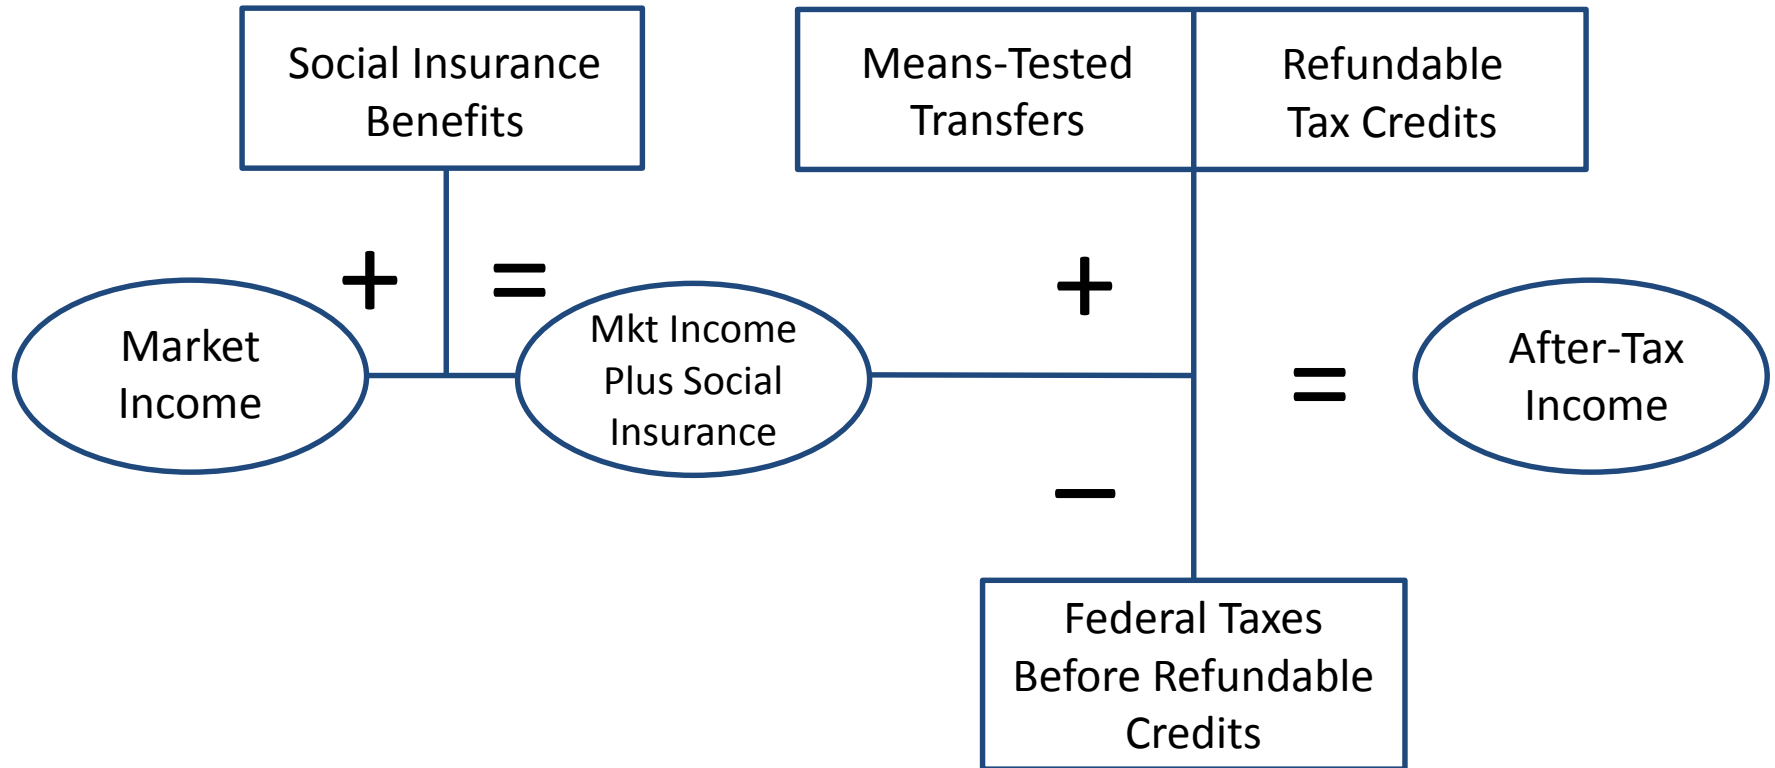 Social Insurance
Benefits
Means-Tested
Transfers
Refundable
Tax Credits
+
=
+
Market
Income
Mkt Income
Plus Social
Insurance
=
After-Tax
Income
–
Federal Taxes
Before Refundable
Credits